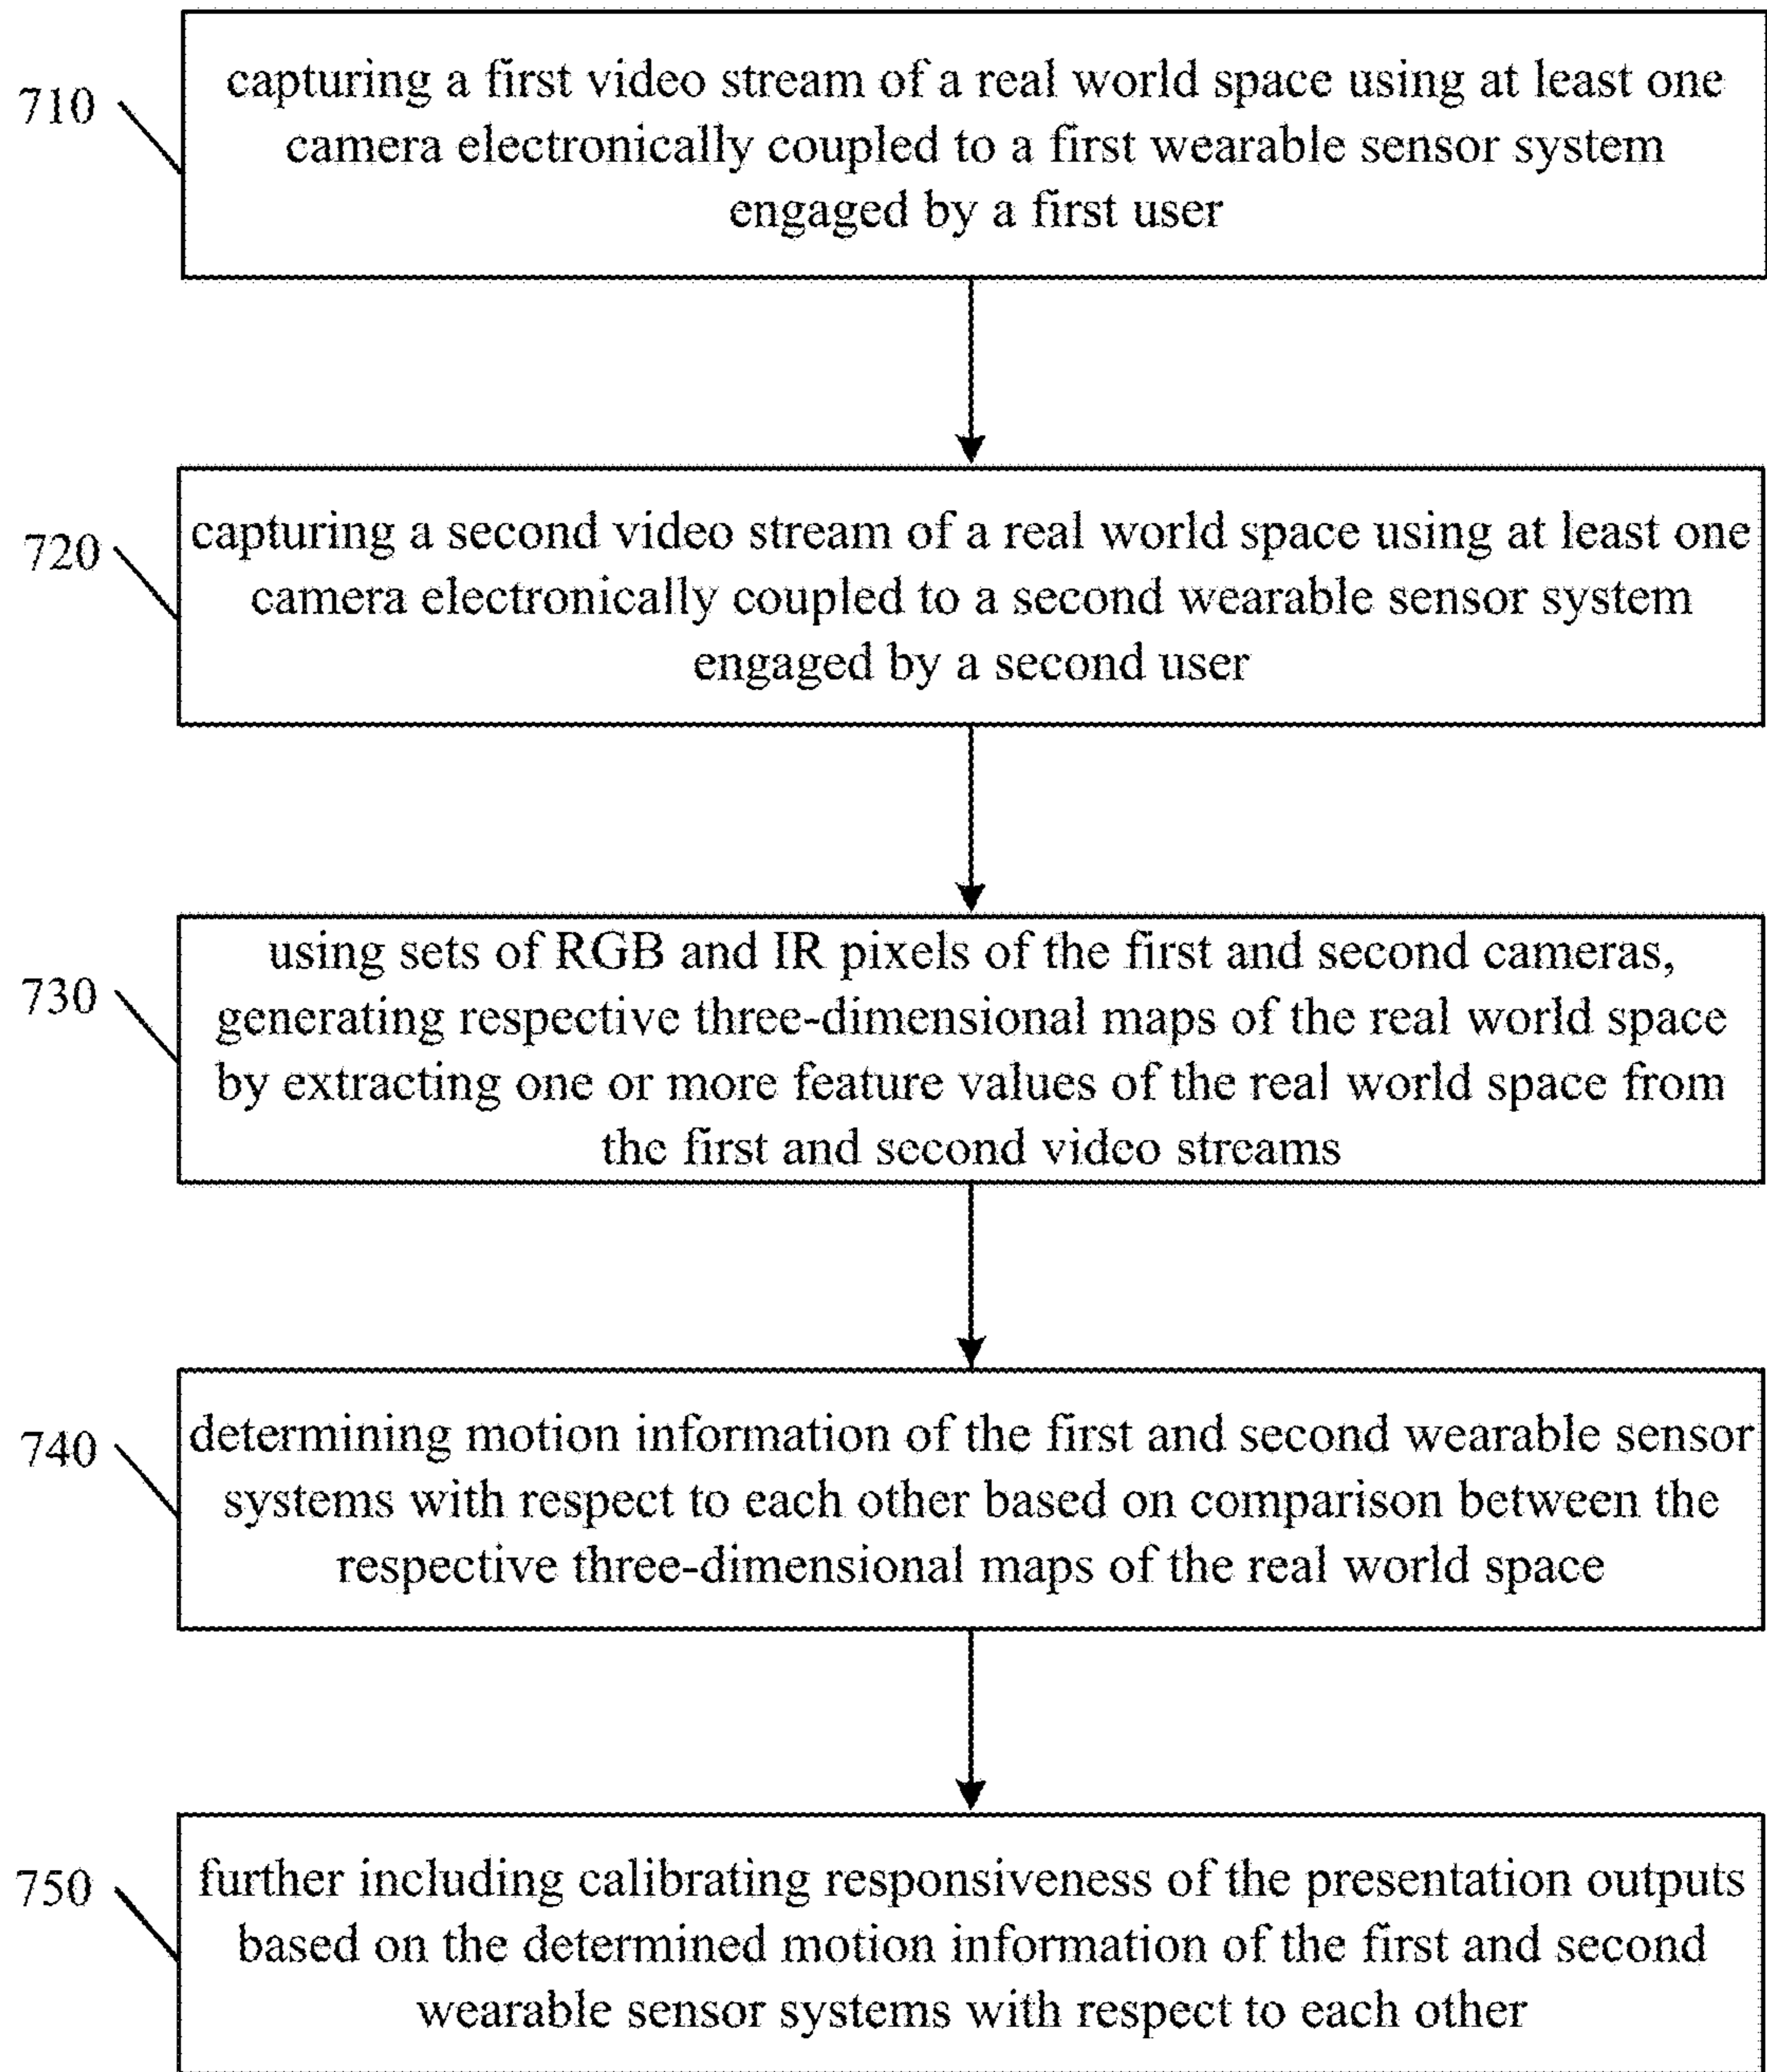 capturing a first video stream of a real world space using at least one
710
camera electronically coupled to a first wearable sensor system
engaged by a first user
capturing a second video stream of a real world space using at least one
720
camera electronically coupled to a second wearable sensor system
engaged by a second user
using sets of RGB and IR pixels of the first and second cameras,
730
generating respective three-dimensional maps of the real world space
by extracting one or more feature values of the real world space from
the first and second video streams
determining motion information of the first and second wearable sensor
740
systems with respect to each other based on comparison between the
respective three-dimensional maps of the real world space
further including calibrating responsiveness of the presentation outputs
750
based on the determined motion information of the first and second
wearable sensor systems with respect to each other